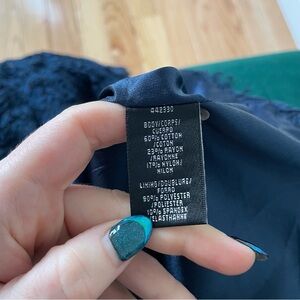 442330
BODY/CORPS/
CUERPO
60% COTTON
/COTON
23% RAYON
/RAYONNE
17% NYLON/
NILON
LINING/DOUBLURE/
FORRO
90% POLYESTER
/POLIESTER
10% SPANDEX
ELASTHANNE